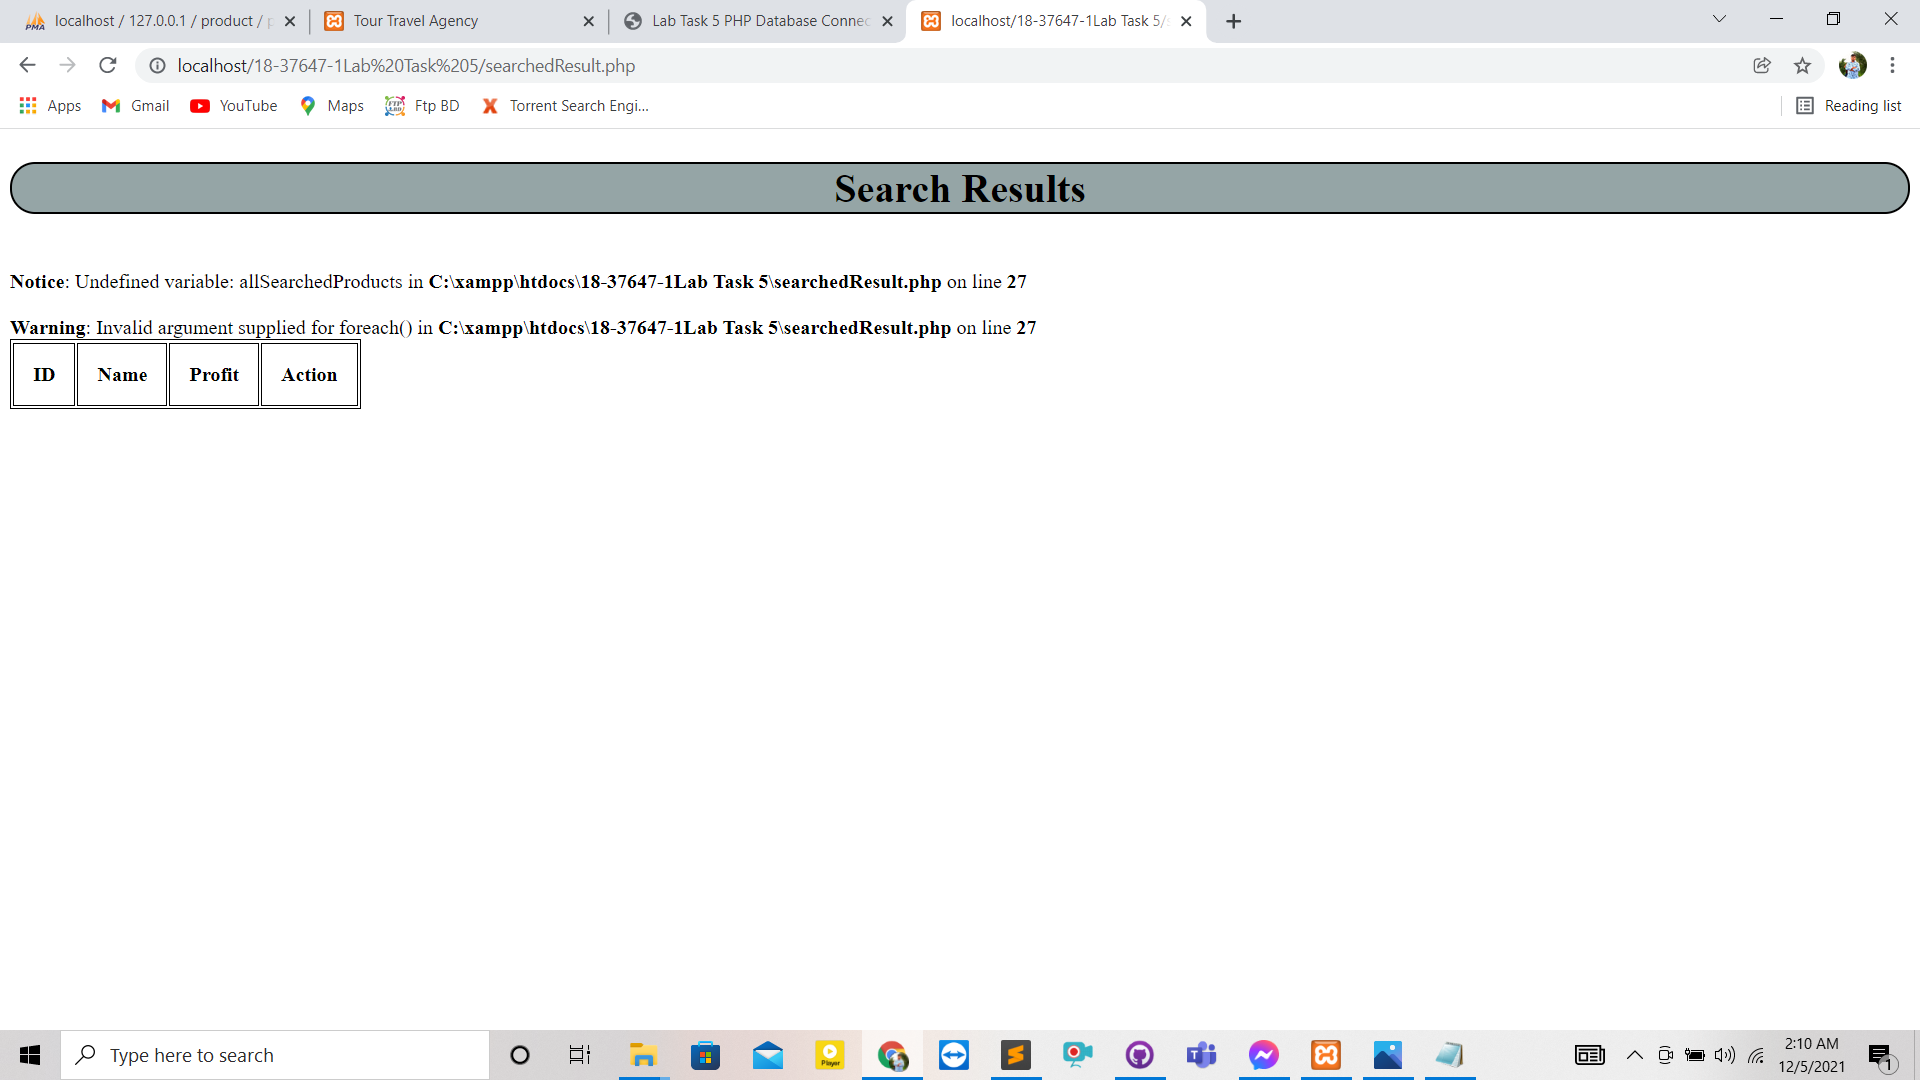 localhost / 127.0.0.1 / product / p
Tour Travel Agency
Lab Task 5 PHP Database Connec
localhost/18-37647-1Lab Task 5/s
localhost/18-37647-1Lab%20Task%205/searchedResult.php
Apps
Gmail
YouTube
Maps
Ftp BD
Torrent Search Engi...
Reading list
Search Results
Notice: Undefined variable: allSearchedProducts in C:\xampp\htdocs\18-37647-1Lab Task 5\searchedResult.php on line 27
Warning: Invalid argument supplied for foreach() in C:\xampp\htdocs\18-37647-1Lab Task 5\searchedResult.php on line 27
ID Name Profit Action
Type here to search
Player
2:10 AM
12/5/2021
1